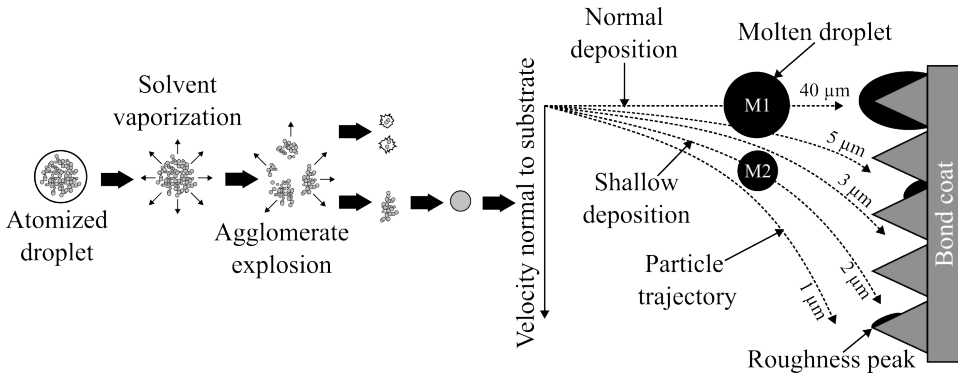 Atomized
droplet
Solvent
vaporization
Agglomerate
explosion
Velocity normal to substrate
Normal
deposition
Molten droplet
M1
40 µm
5 µm
3 µm
M2
Shallow
deposition
Particle
trajectory
2 µm
1 µm
Roughness peak
Bond coat